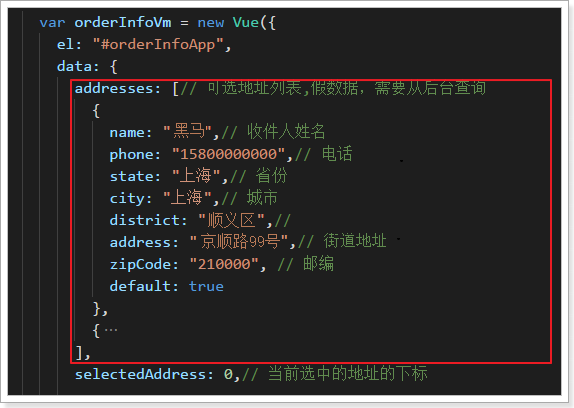 var orderInfoVm = new Vue({
el: "#orderInfoApp",
data: {
addresses: [// 可选地址列表,假数据，需要从后台查询
{
name: "黑马",// 收件人姓名
phone: "15800000000",// 电话
state: "上海",// 省份
city: "上海",// 城市
district: "顺义区",//
address: "京顺路99号",// 街道地址
zipCode: "210000", // 邮编
default: true
},
{…
],
selectedAddress: 0,// 当前选中的地址的下标